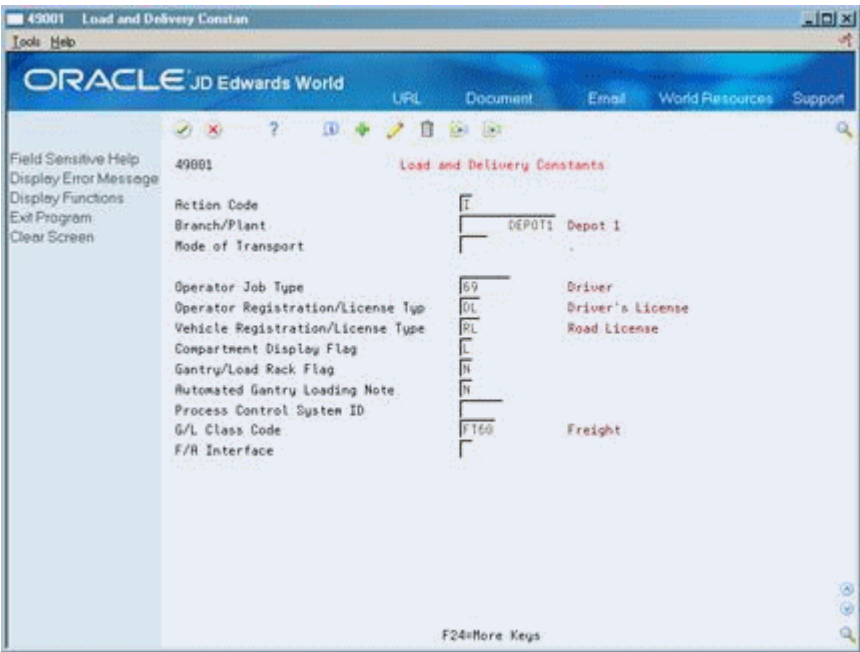 49001 Load and Delivery Constan
Tools Help
ORACLE JD Edwards World
URL Document Email World Resources Support
Field Sensitive Help
Display Error Message
Display Functions
Exit Program
Clear Screen
49001 Load and Delivery Constants
Action Code I
Branch/Plant DEPOT1 Depot 1
Mode of Transport .
Operator Job Type 69 Driver
Operator Registration/License Typ DL Driver's License
Vehicle Registration/License Type RL Road License
Compartment Display Flag L
Gantry/Load Rack Flag N
Automated Gantry Loading Note N
Process Control System ID
G/L Class Code FT60 Freight
F/A Interface
F24=More Keys